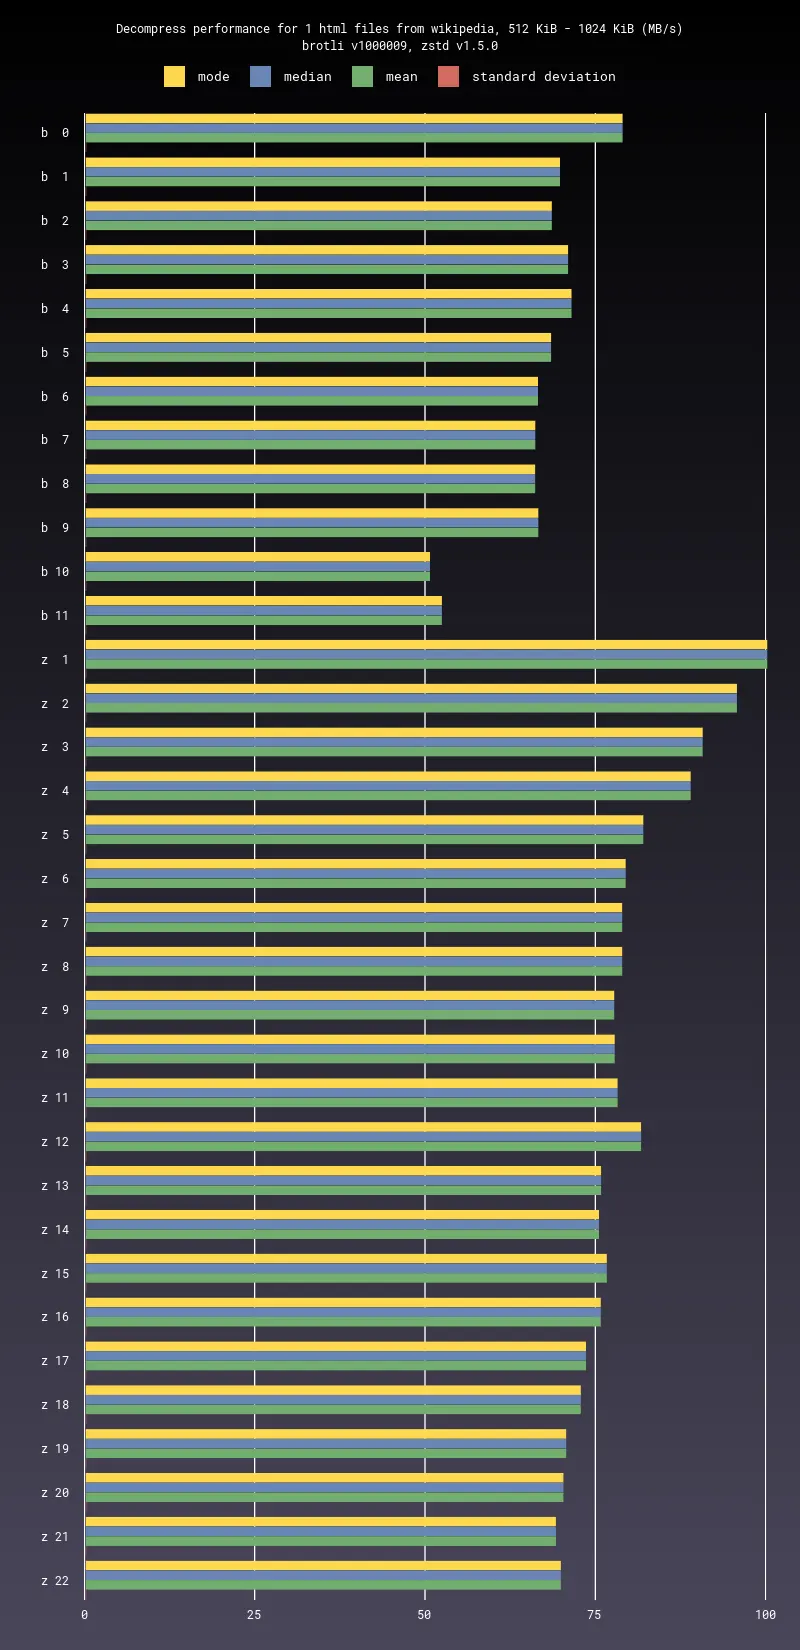 Decompress performance for 1 html files from wikipedia, 512 KiB - 1024 KiB (MB/s)
brotli v1000009, zstd v1.5.0
mode median mean standard deviation
b 0
b 1
b 2
b 3
b 4
b 5
b 6
b 7
b 8
b 9
b 10
b 11
z 1
z 2
z 3
z 4
z 5
z 6
z 7
z 8
z 9
z 10
z 11
z 12
z 13
z 14
z 15
z 16
z 17
z 18
z 19
z 20
z 21
z 22
0 25 50 75 100